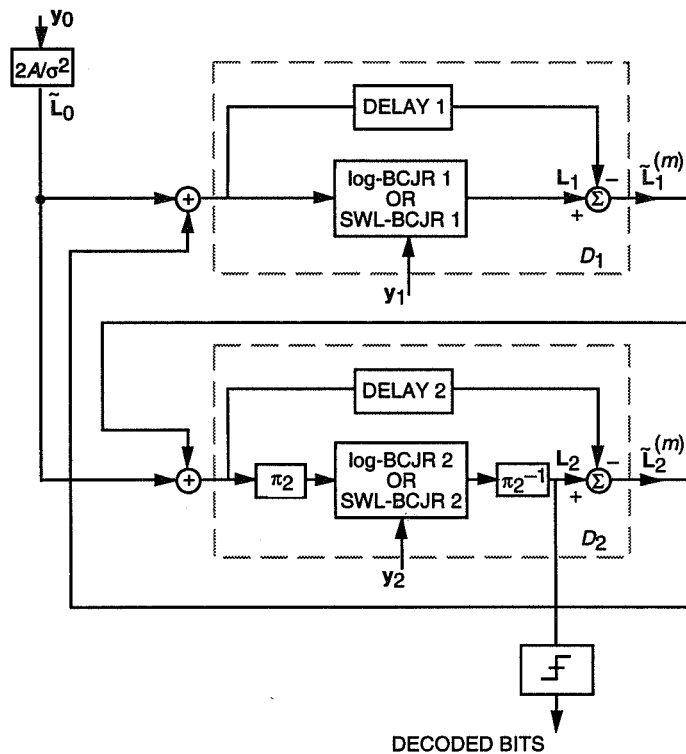 y₀
2A/σ²
L̃₀
DELAY 1
log-BCJR 1
OR
SWL-BCJR 1
L₁
+
Σ
−
L̃₁⁽ᵐ⁾
+
D₁
y₁
DELAY 2
π₂
log-BCJR 2
OR
SWL-BCJR 2
π₂⁻¹
L₂
+
Σ
−
L̃₂⁽ᵐ⁾
+
D₂
y₂
DECODED BITS